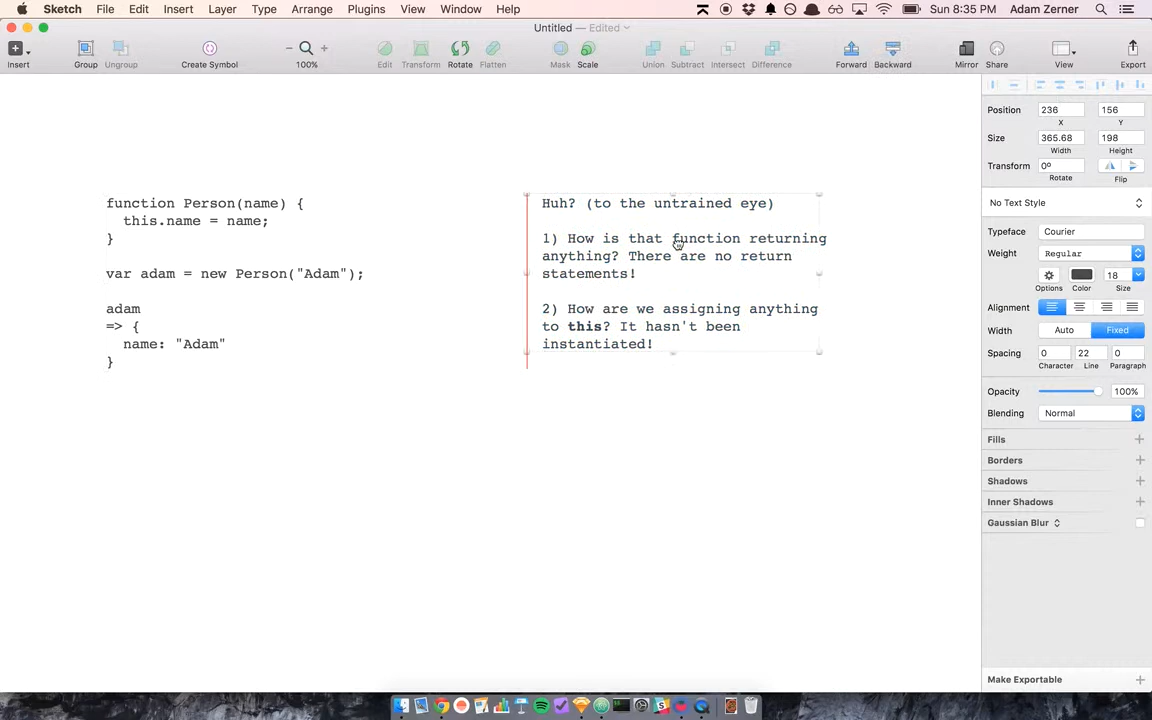 Sketch File Edit Insert Layer Type Arrange Plugins View Window Help Sun 8:35 PM Adam Zerner
Untitled — Edited
Insert Group Ungroup Create Symbol 100% Edit Transform Rotate Flatten Mask Scale Union Subtract Intersect Difference Forward Backward Mirror Share View Export
function Person(name) {
this.name = name;
}
var adam = new Person("Adam");
adam
=> {
name: "Adam"
}
Huh? (to the untrained eye)
1) How is that function returning
anything? There are no return
statements!
2) How are we assigning anything
to this? It hasn't been
instantiated!
Position 236 156
X Y
Size 365.68 198
Width Height
Transform 0º
Rotate Flip
No Text Style
Typeface Courier
Weight Regular
18
Options Color Size
Alignment
Width Auto Fixed
Spacing 0 22 0
Character Line Paragraph
Opacity 100%
Blending Normal
Fills
Borders
Shadows
Inner Shadows
Gaussian Blur
Make Exportable